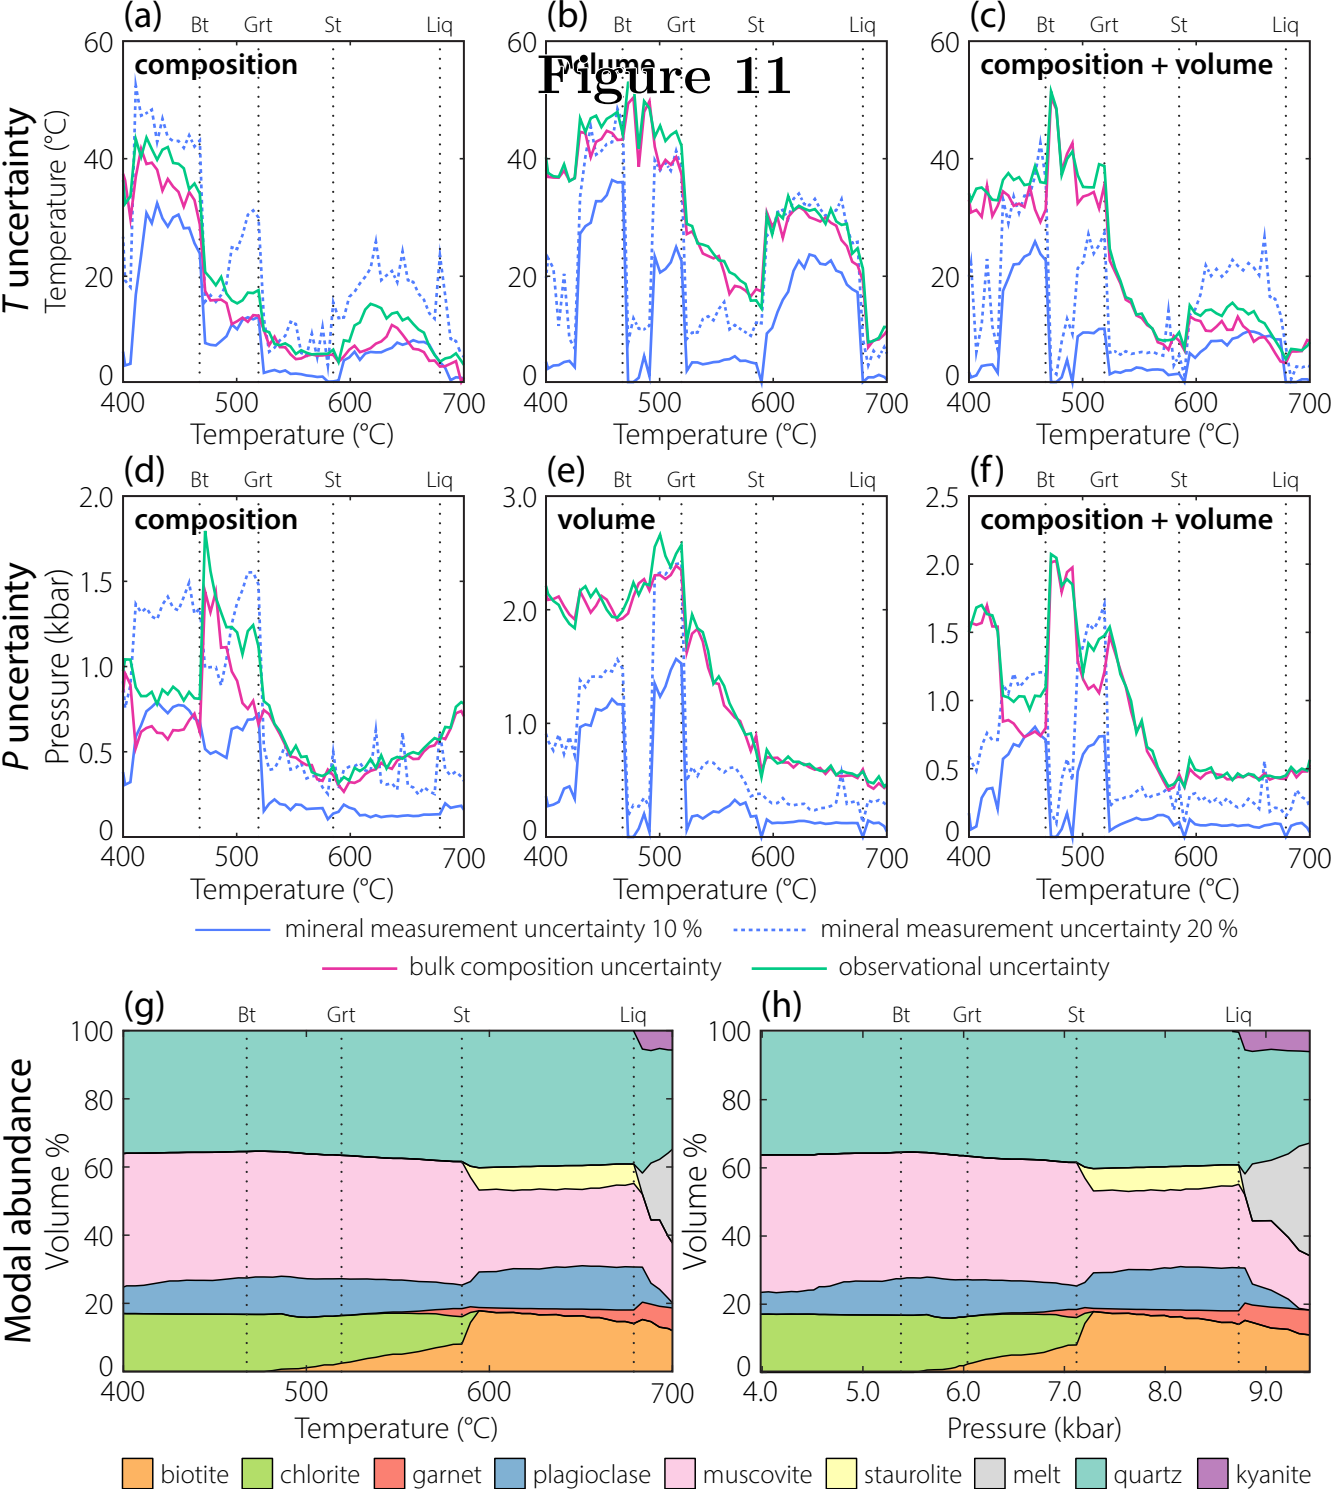 (a) (b) (c)
Bt Grt St Liq Bt Grt St Liq Bt Grt St Liq
composition volume composition + volume
Figure 11
T uncertainty
Temperature (°C)
60 60 60
40 40 40
20 20 20
0 0 0
400 500 600 700 400 500 600 700 400 500 600 700
Temperature (°C) Temperature (°C) Temperature (°C)
(d) (e) (f)
Bt Grt St Liq Bt Grt St Liq Bt Grt St Liq
composition volume composition + volume
P uncertainty
Pressure (kbar)
2.0 3.0 2.5
1.5 2.0 2.0
1.0 1.0 1.5
0.5 0 1.0
0 0.5
0
400 500 600 700 400 500 600 700 400 500 600 700
Temperature (°C) Temperature (°C) Temperature (°C)
mineral measurement uncertainty 10 % mineral measurement uncertainty 20 %
bulk composition uncertainty observational uncertainty
(g) (h)
Bt Grt St Liq Bt Grt St Liq
Modal abundance
Volume % Volume %
100 100
80 80
60 60
40 40
20 20
0 0
400 500 600 700 4.0 5.0 6.0 7.0 8.0 9.0
Temperature (°C) Pressure (kbar)
biotite chlorite garnet plagioclase muscovite staurolite melt quartz kyanite